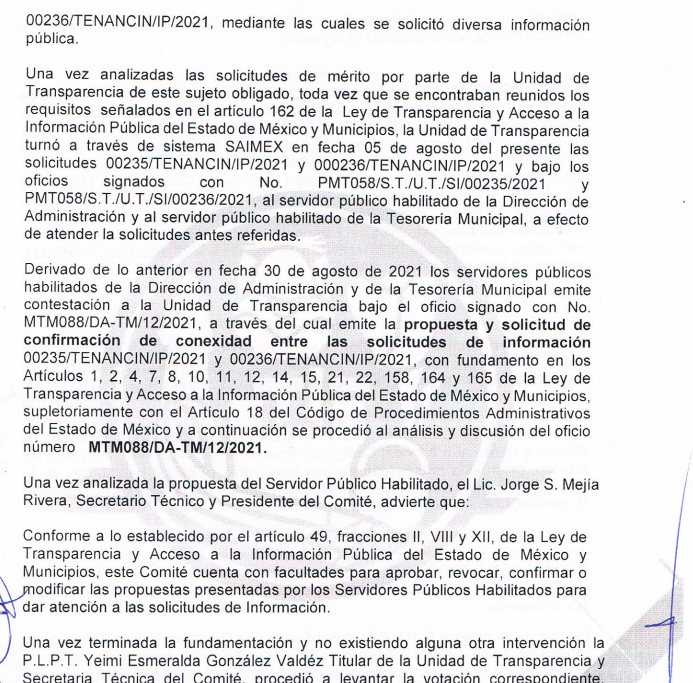 00236/TENANCIN/IP/2021, mediante las cuales se solicitó diversa información
pública.
Una vez analizadas las solicitudes de mérito por parte de la Unidad de
Transparencia de este sujeto obligado, toda vez que se encontraban reunidos los
requisitos señalados en el artículo 162 de la Ley de Transparencia y Acceso a la
Información Pública del Estado de México y Municipios, la Unidad de Transparencia
turnó a través de sistema SAIMEX en fecha 05 de agosto del presente las
solicitudes 00235/TENANCIN/IP/2021 y 000236/TENANCIN/IP/2021 y bajo los
oficios signados con No. PMT058/S.T./U.T./SI/00235/2021 y
PMT058/S.T./U.T./SI/00236/2021, al servidor público habilitado de la Dirección de
Administración y al servidor público habilitado de la Tesorería Municipal, a efecto
de atender la solicitudes antes referidas.
Derivado de lo anterior en fecha 30 de agosto de 2021 los servidores públicos
habilitados de la Dirección de Administración y de la Tesorería Municipal emite
contestación a la Unidad de Transparencia bajo el oficio signado con No.
MTM088/DA-TM/12/2021, a través del cual emite la propuesta y solicitud de
confirmación de conexidad entre las solicitudes de información
00235/TENANCIN/IP/2021 y 00236/TENANCIN/IP/2021, con fundamento en los
Artículos 1, 2, 4, 7, 8, 10, 11, 12, 14, 15, 21, 22, 158, 164 y 165 de la Ley de
Transparencia y Acceso a la Información Pública del Estado de México y Municipios,
supletoriamente con el Artículo 18 del Código de Procedimientos Administrativos
del Estado de México y a continuación se procedió al análisis y discusión del oficio
número MTM088/DA-TM/12/2021.
Una vez analizada la propuesta del Servidor Público Habilitado, el Lic. Jorge S. Mejía
Rivera, Secretario Técnico y Presidente del Comité, advierte que:
Conforme a lo establecido por el artículo 49, fracciones II, VIII y XII, de la Ley de
Transparencia y Acceso a la Información Pública del Estado de México y
Municipios, este Comité cuenta con facultades para aprobar, revocar, confirmar o
modificar las propuestas presentadas por los Servidores Públicos Habilitados para
dar atención a las solicitudes de Información.
Una vez terminada la fundamentación y no existiendo alguna otra intervención la
P.L.P.T. Yeimi Esmeralda González Valdéz Titular de la Unidad de Transparencia y
Secretaria Técnica del Comité, procedió a levantar la votación correspondiente,